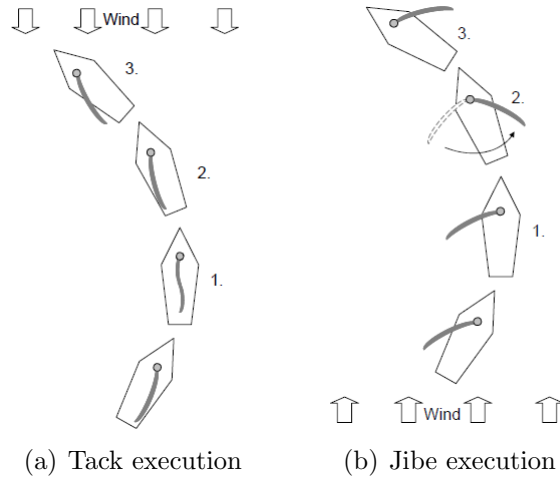 Wind
3.
2.
1.
(a) Tack execution
3.
2.
1.
Wind
(b) Jibe execution